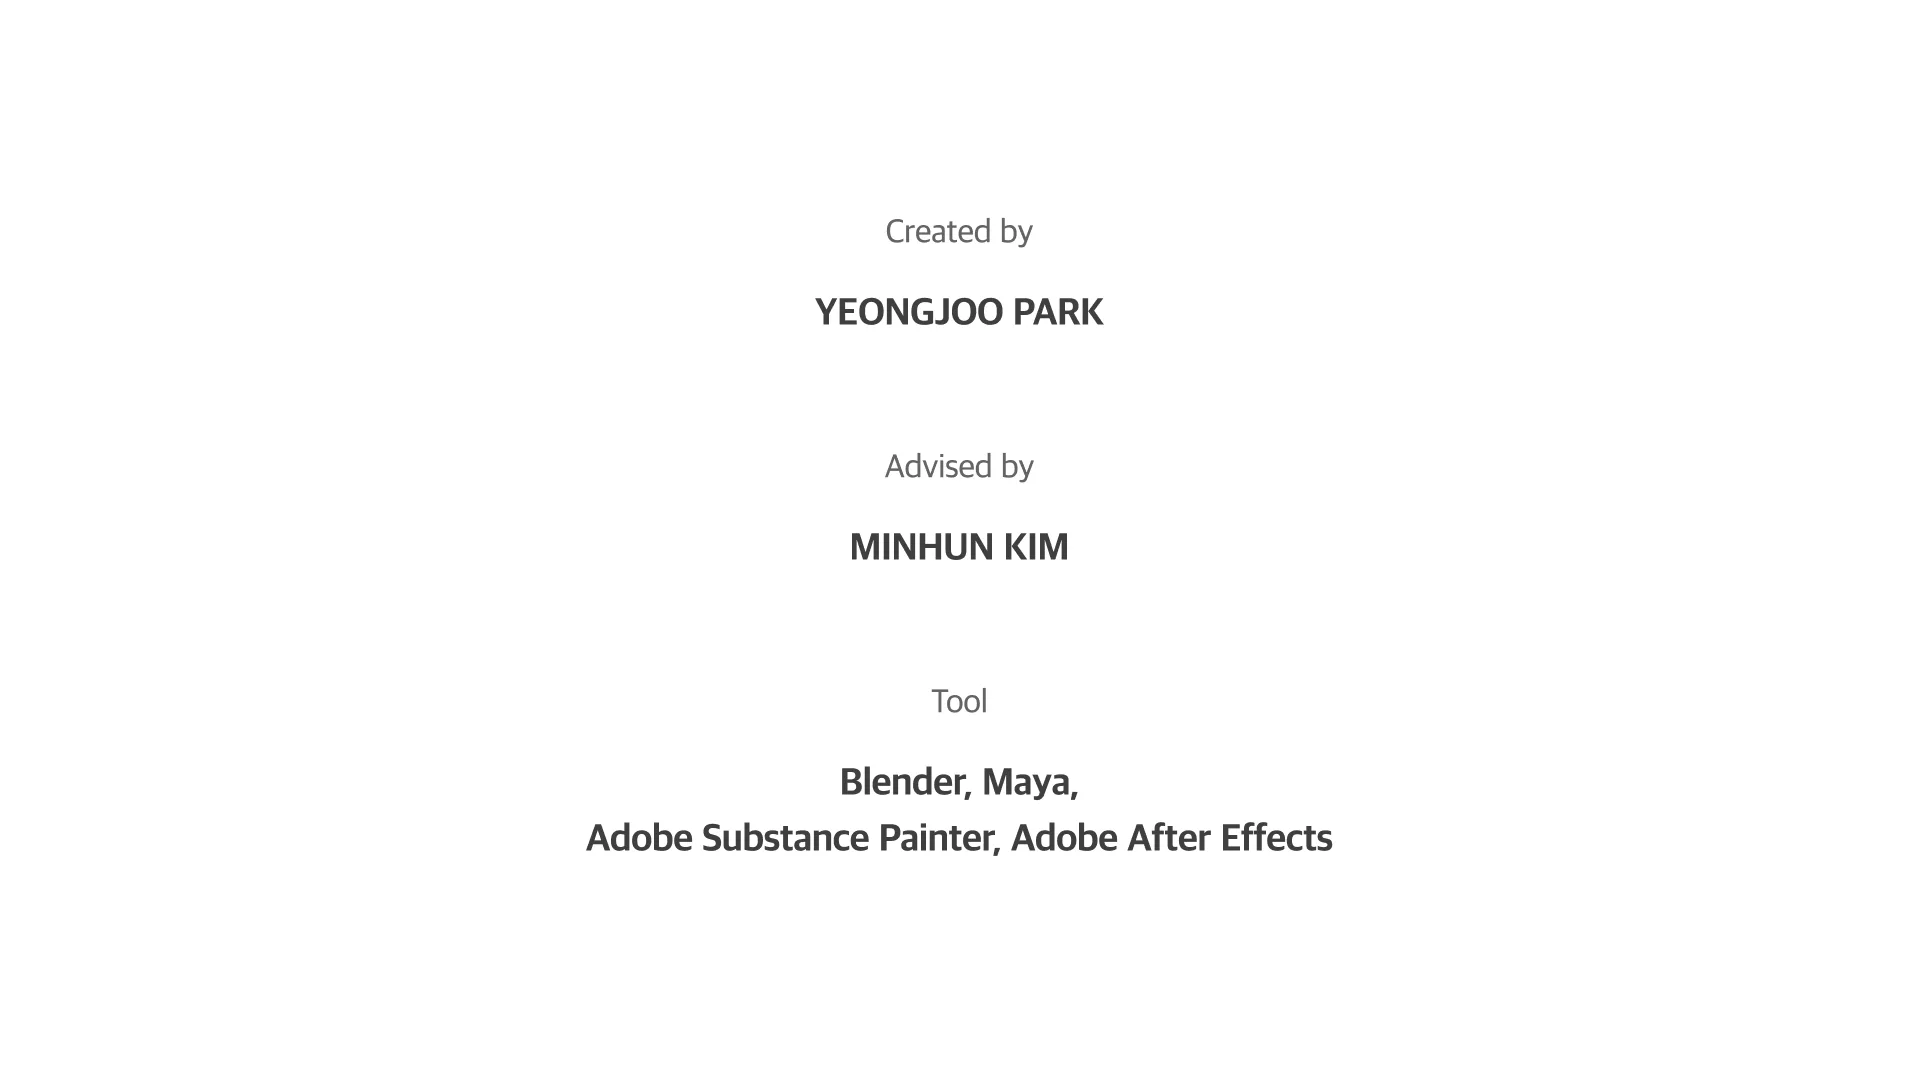 Created by
YEONGJOO PARK
Advised by
MINHUN KIM
Tool
Blender, Maya,
Adobe Substance Painter, Adobe After Effects